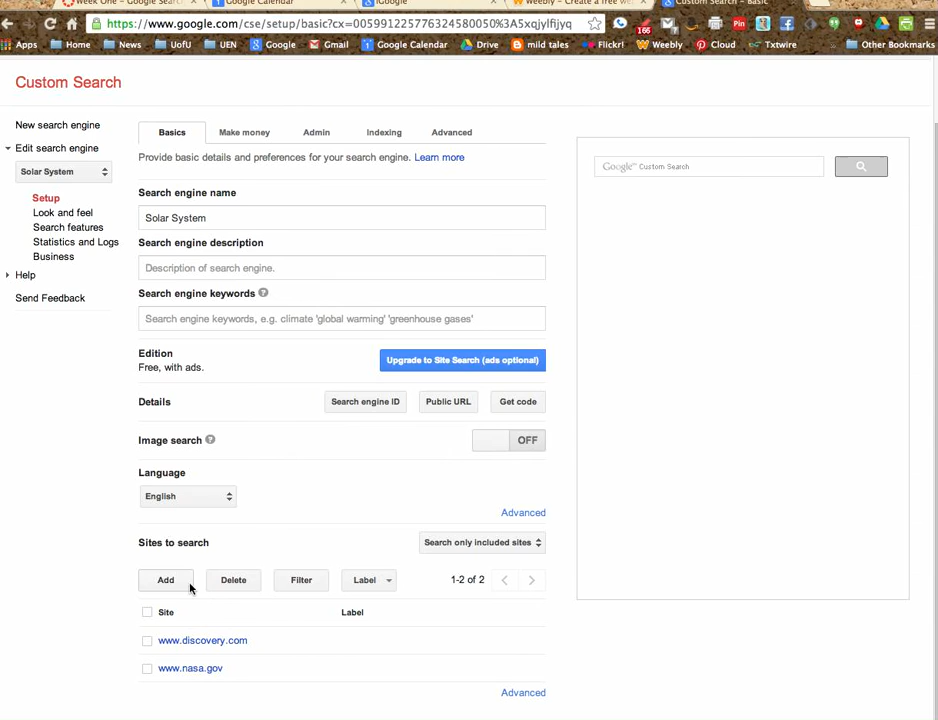 Week One – Google Searc
Google Calendar
iGoogle
Weebly – Create a free w
Custom Search – Basic
https://www.google.com/cse/setup/basic?cx=005991225776324580050%3A5xqjylfijyq
166
Pin
Apps Home News UofU UEN Google Gmail Google Calendar Drive mild tales Flickr! Weebly Cloud Txtwire Other Bookmarks
Custom Search
New search engine
Edit search engine
Solar System
Setup
Look and feel
Search features
Statistics and Logs
Business
Help
Send Feedback
Basics Make money Admin Indexing Advanced
Provide basic details and preferences for your search engine. Learn more
Search engine name
Solar System
Search engine description
Description of search engine.
Search engine keywords ?
Search engine keywords, e.g. climate 'global warming' 'greenhouse gases'
Edition
Free, with ads.
Upgrade to Site Search (ads optional)
Details
Search engine ID Public URL Get code
Image search ? OFF
Language
English
Advanced
Sites to search
Search only included sites
Add Delete Filter Label 1-2 of 2
Site Label
www.discovery.com
www.nasa.gov
Advanced
Google™ Custom Search